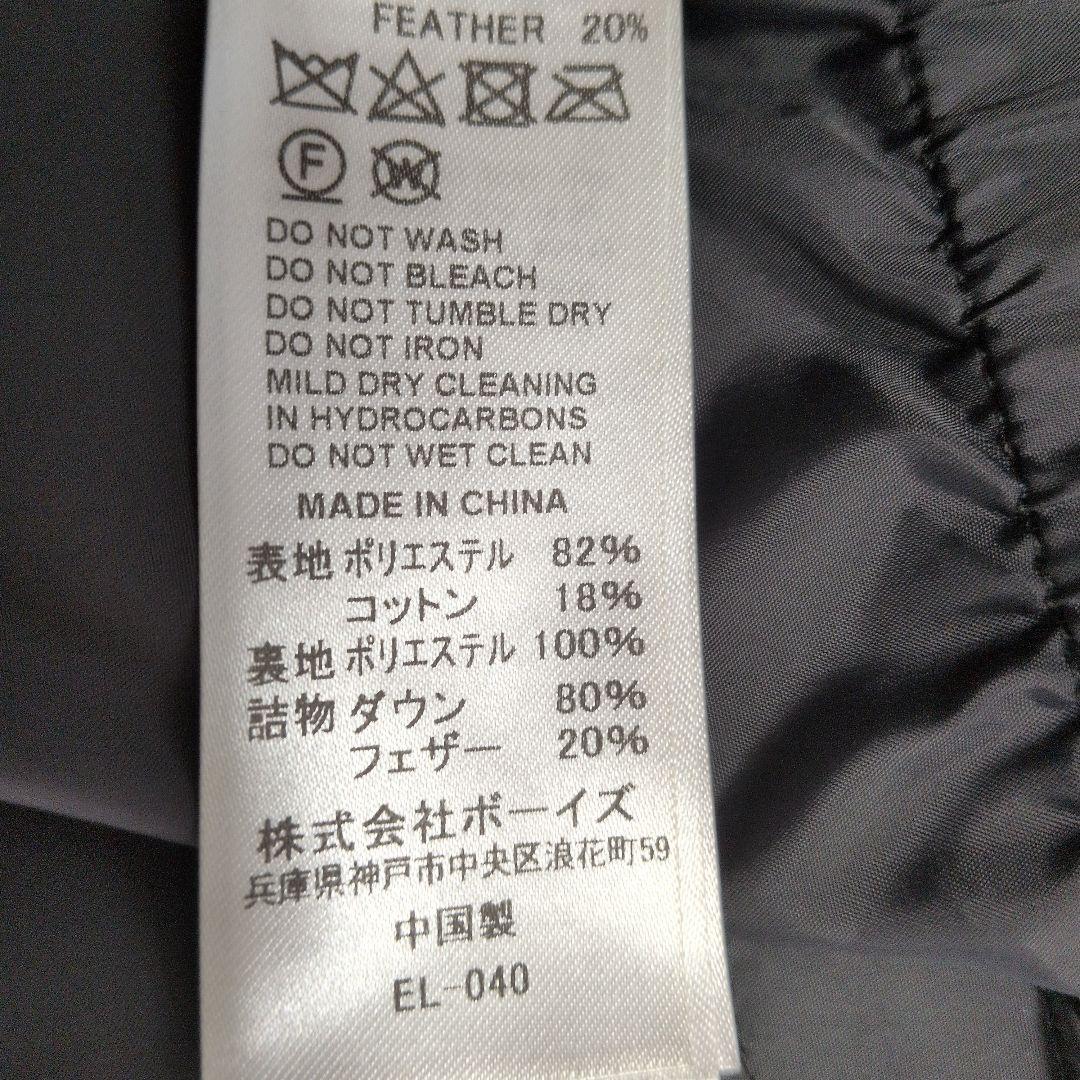 FEATHER 20%
F W
DO NOT WASH
DO NOT BLEACH
DO NOT TUMBLE DRY
DO NOT IRON
MILD DRY CLEANING
IN HYDROCARBONS
DO NOT WET CLEAN
MADE IN CHINA
表地 ポリエステル 82%
コットン 18%
裏地 ポリエステル 100%
詰物 ダウン 80%
フェザー 20%
株式会社ボーイズ
兵庫県神戸市中央区浪花町59
中国製
EL-040